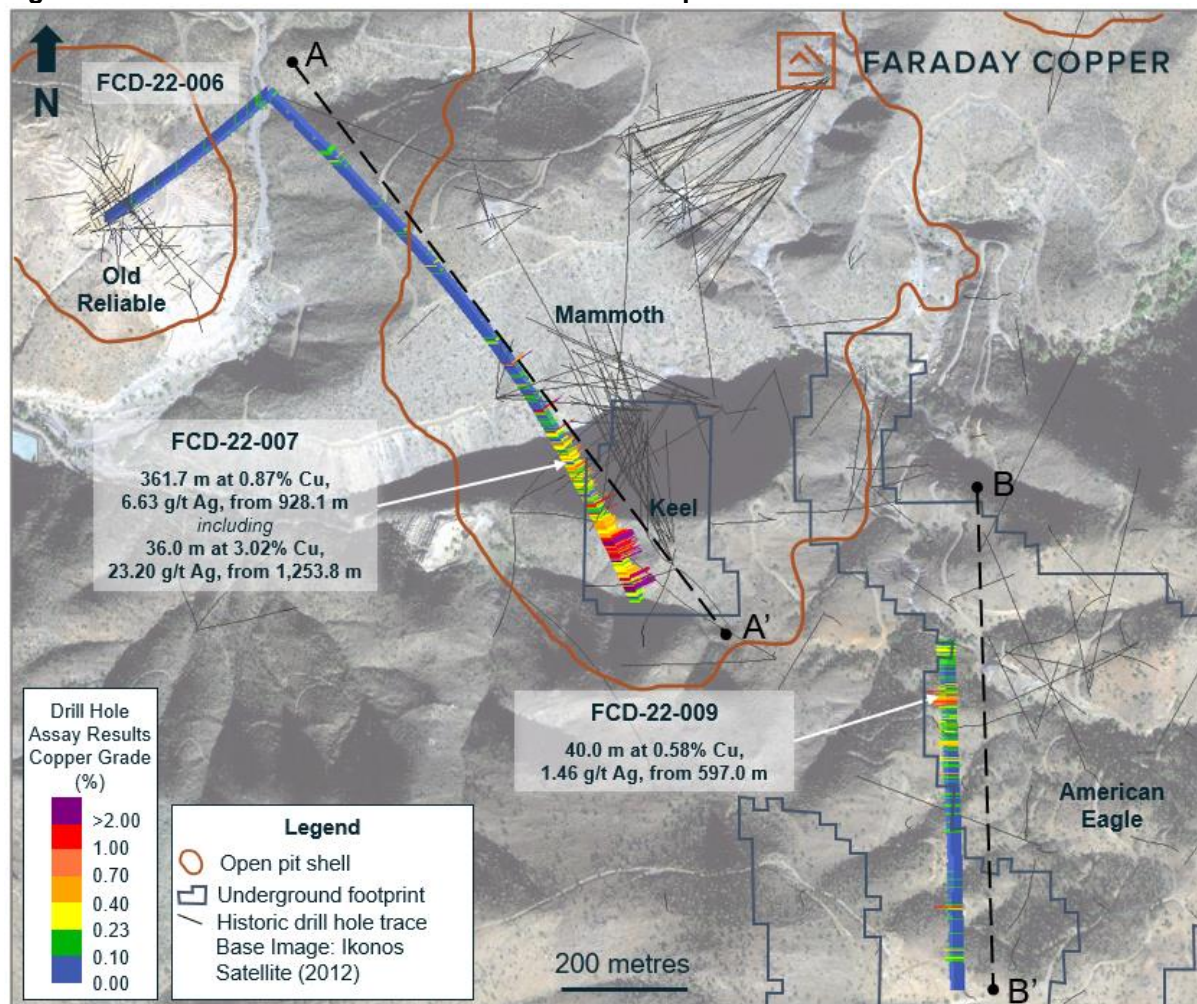 FCD-22-006
A
FARADAY COPPER
N
Old
Reliable
Mammoth
FCD-22-007
361.7 m at 0.87% Cu,
6.63 g/t Ag, from 928.1 m
including
36.0 m at 3.02% Cu,
23.20 g/t Ag, from 1,253.8 m
Keel
B
A'
FCD-22-009
40.0 m at 0.58% Cu,
1.46 g/t Ag, from 597.0 m
American
Eagle
Drill Hole
Assay Results
Copper Grade
(%)
>2.00
1.00
0.70
0.40
0.23
0.10
0.00
Legend
Open pit shell
Underground footprint
Historic drill hole trace
Base Image: Ikonos
Satellite (2012)
200 metres
B'